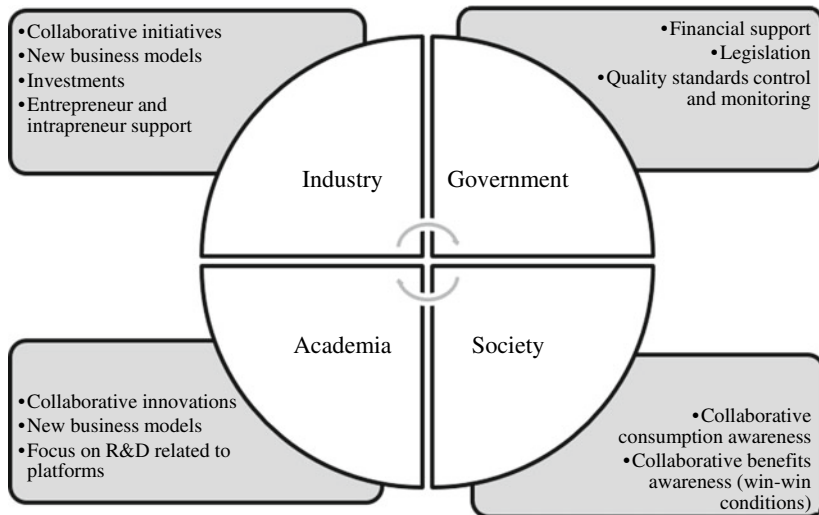 •Collaborative initiatives
•New business models
•Investments
•Entrepreneur and
intrapreneur support
•Financial support
•Legislation
•Quality standards control
and monitoring
Industry
Government
Academia
Society
•Collaborative innovations
•New business models
•Focus on R&D related to
platforms
•Collaborative
consumption awareness
•Collaborative benefits
awareness (win-win
conditions)